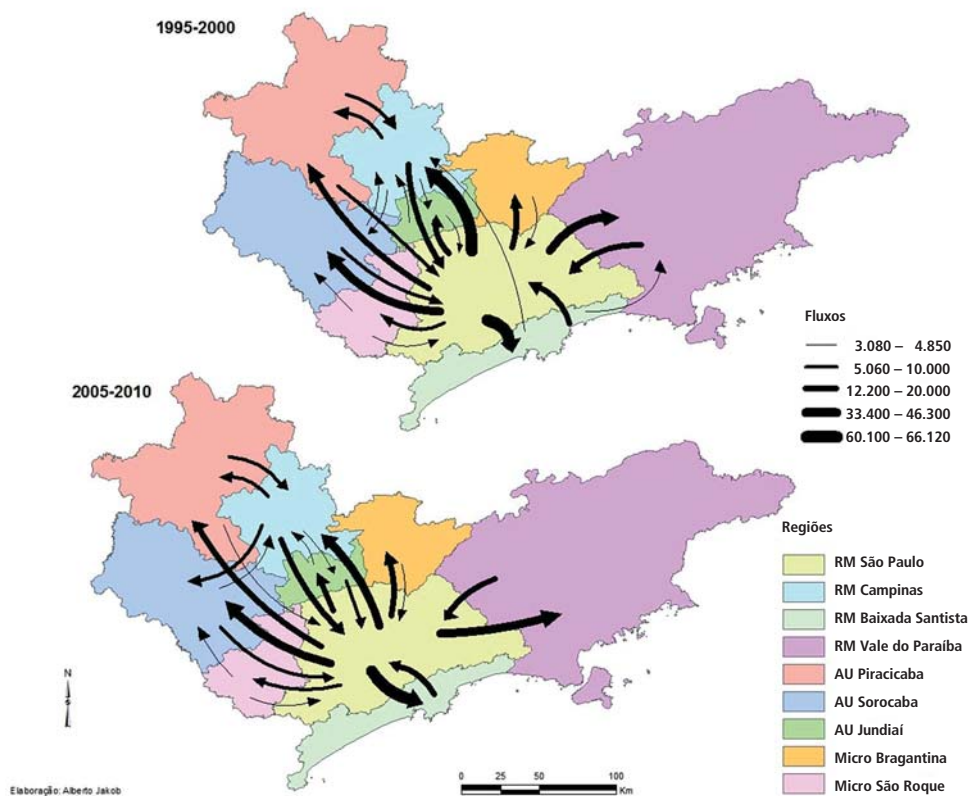 1995-2000
Fluxos
3.080 – 4.850
5.060 – 10.000
12.200 – 20.000
33.400 – 46.300
60.100 – 66.120
2005-2010
Regiões
RM São Paulo
RM Campinas
RM Baixada Santista
RM Vale do Paraíba
AU Piracicaba
AU Sorocaba
AU Jundiaí
Micro Bragantina
Micro São Roque
N
S
0 25 50 100
Km
Elaboração: Alberto Jakob